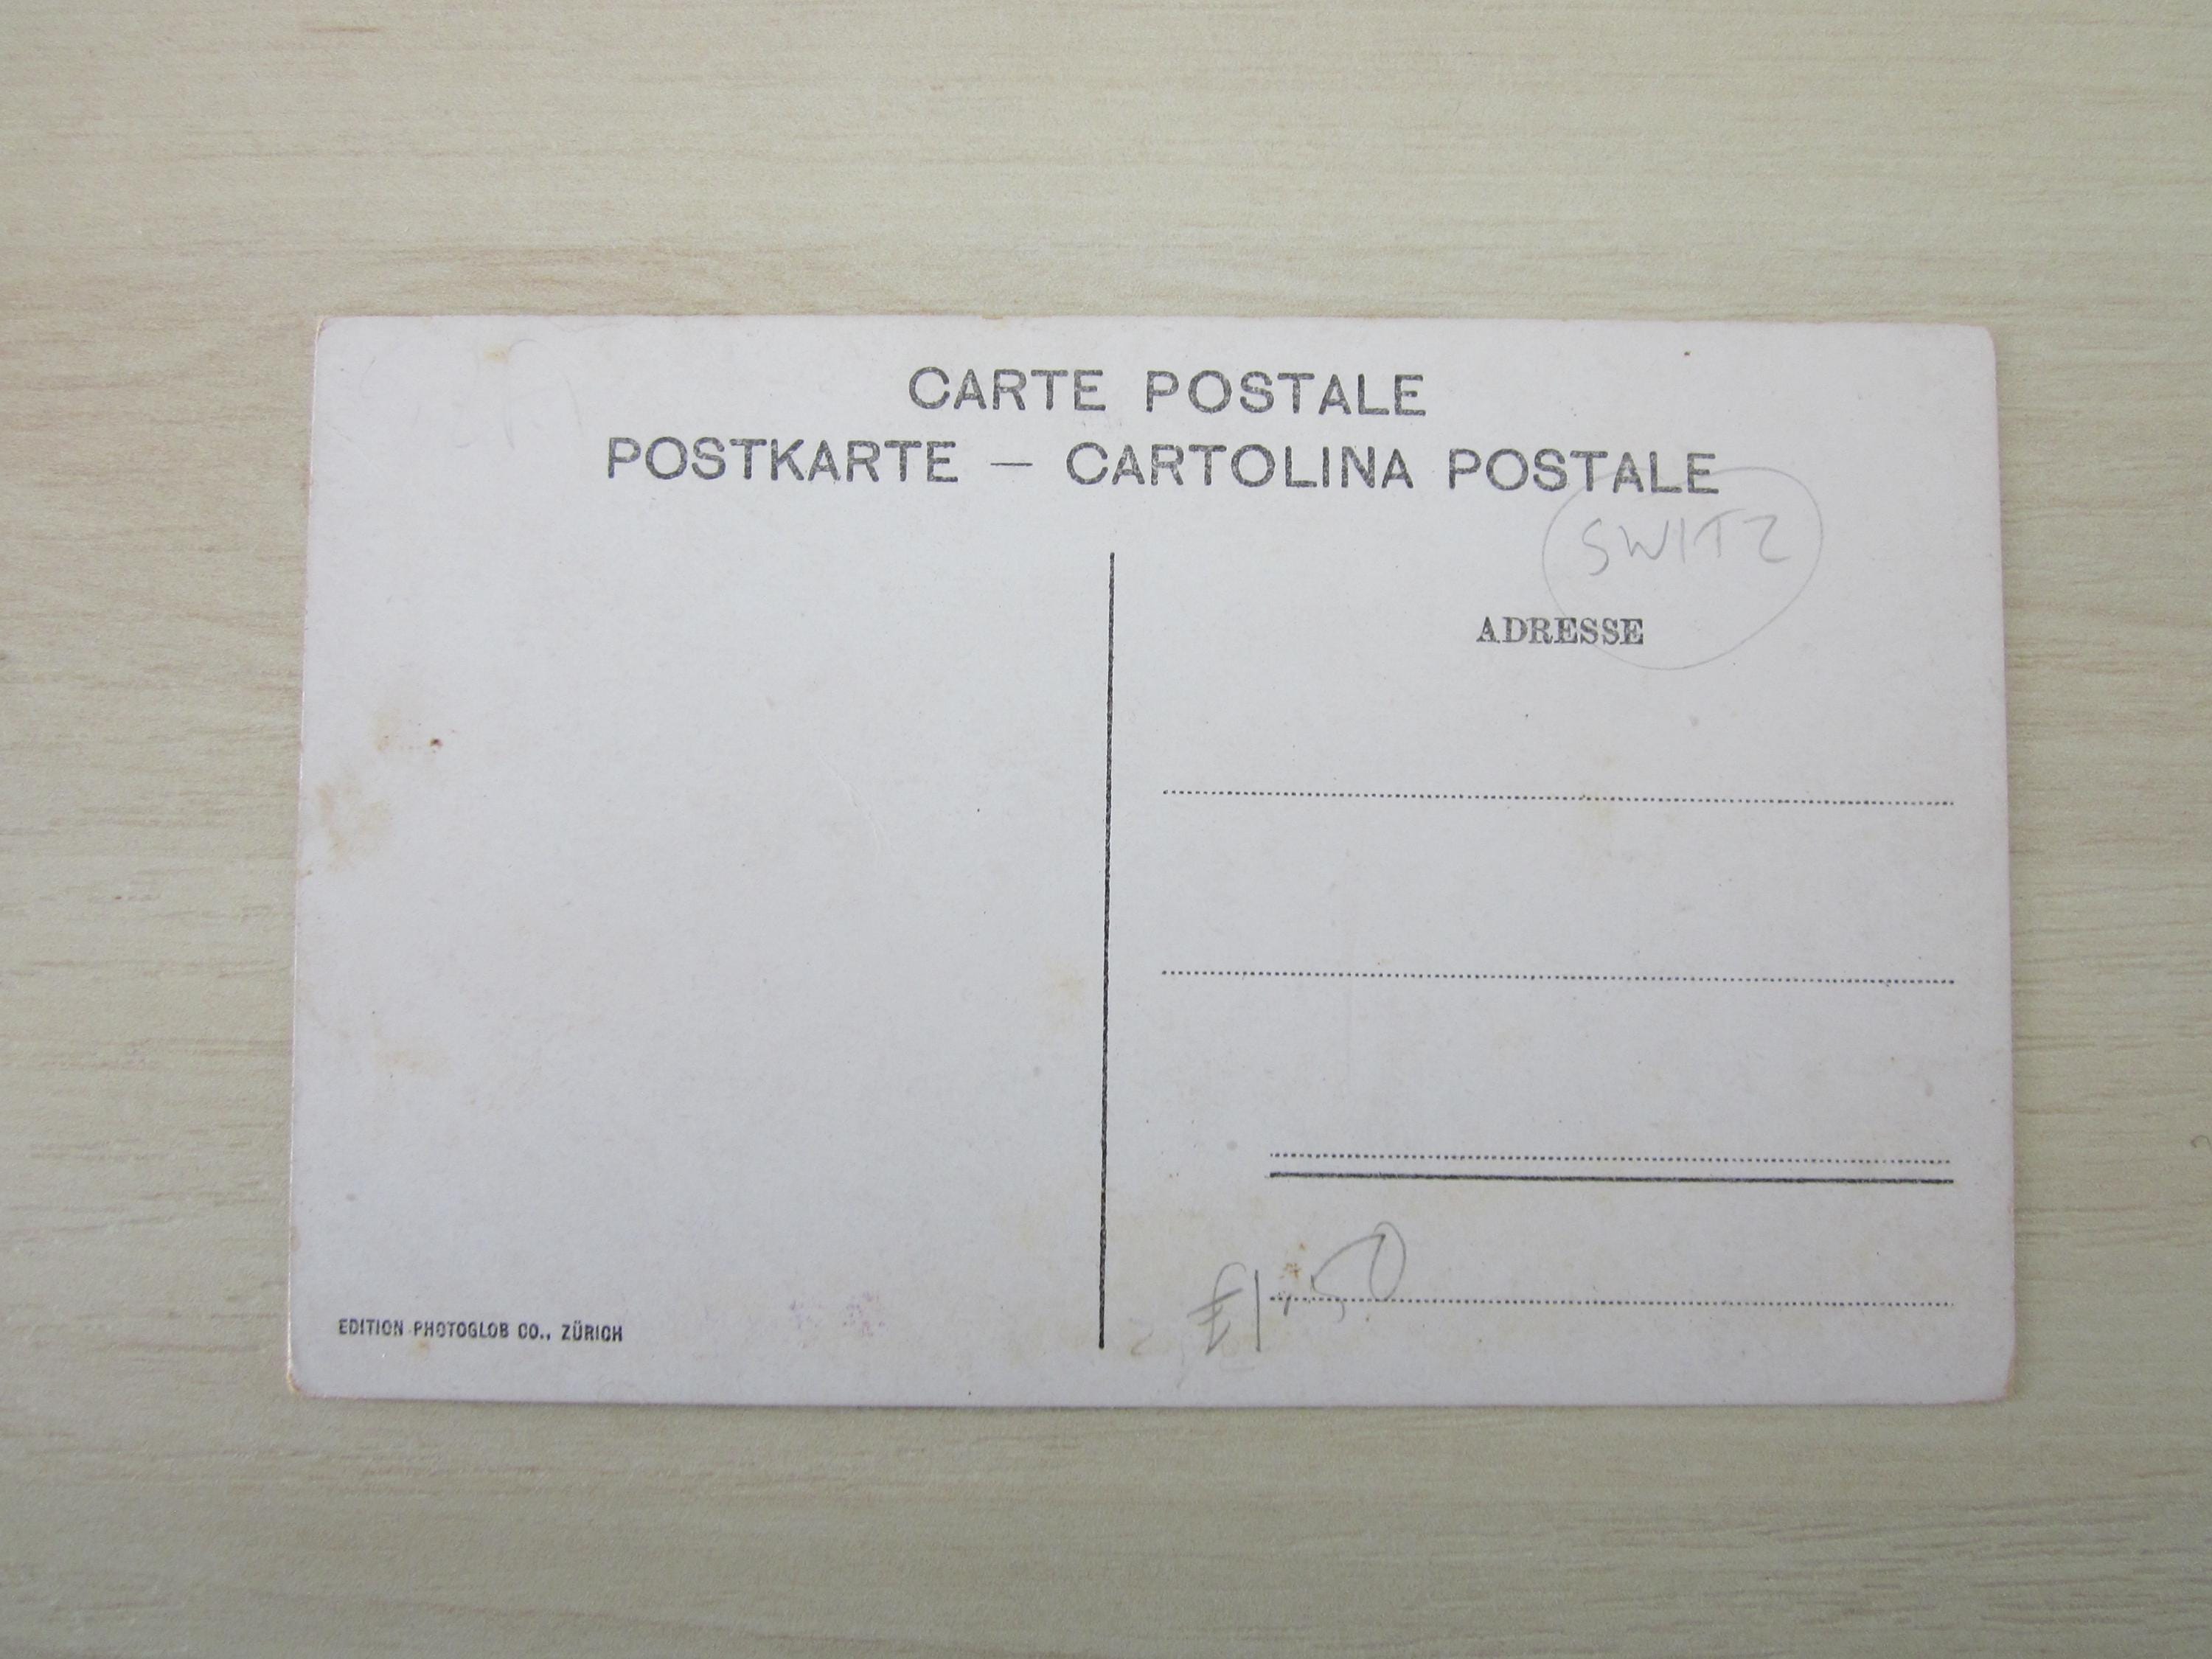 CARTE POSTALE
POSTKARTE — CARTOLINA POSTALE
SWITZ
ADRESSE
£1.50
EDITION PHOTOGLOB CO., ZÜRICH